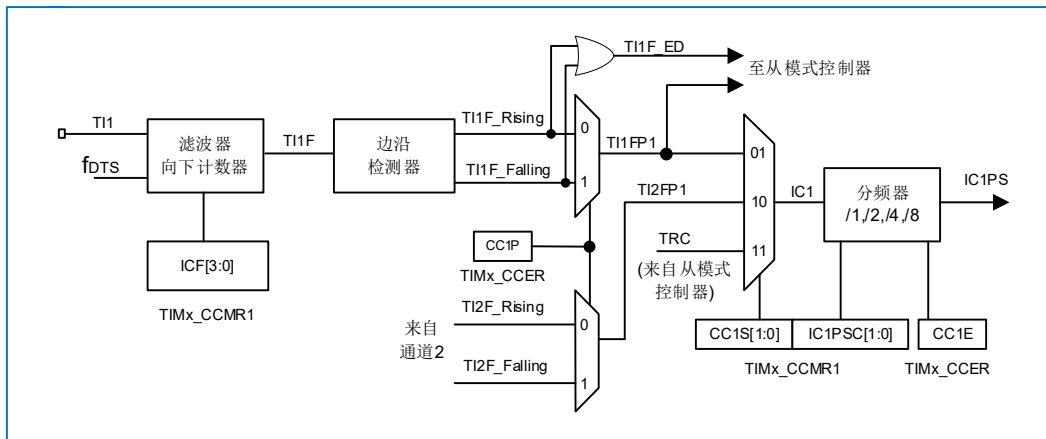 TI1F_ED
至从模式控制器
TI1
fDTS
滤波器
向下计数器
TI1F
边沿
检测器
TI1F_Rising
TI1F_Falling
0
1
TI1FP1
TI2FP1
TRC
(来自从模式
控制器)
01
10
11
IC1
分频器
/1,/2,/4,/8
IC1PS
ICF[3:0]
TIMx_CCMR1
CC1P
TIMx_CCER
来自
通道2
TI2F_Rising
TI2F_Falling
0
1
CC1S[1:0]
IC1PSC[1:0]
CC1E
TIMx_CCMR1
TIMx_CCER